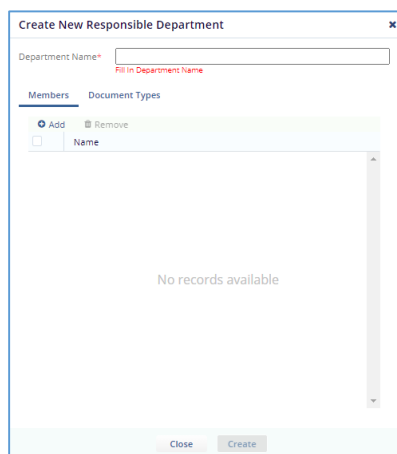 Create New Responsible Department ×
Department Name*
Fill In Department Name
Members Document Types
Add Remove
Name
No records available
Close Create